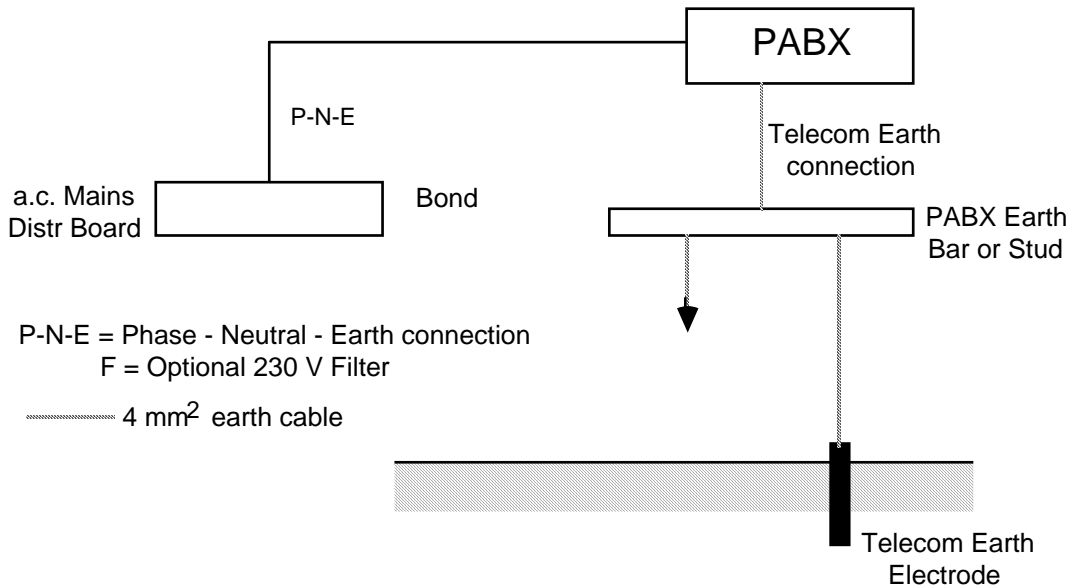 PABX
P-N-E
Telecom Earth
connection
a.c. Mains
Distr Board
Bond
PABX Earth
Bar or Stud
P-N-E = Phase - Neutral - Earth connection
F = Optional 230 V Filter
4 mm2 earth cable
Telecom Earth
Electrode